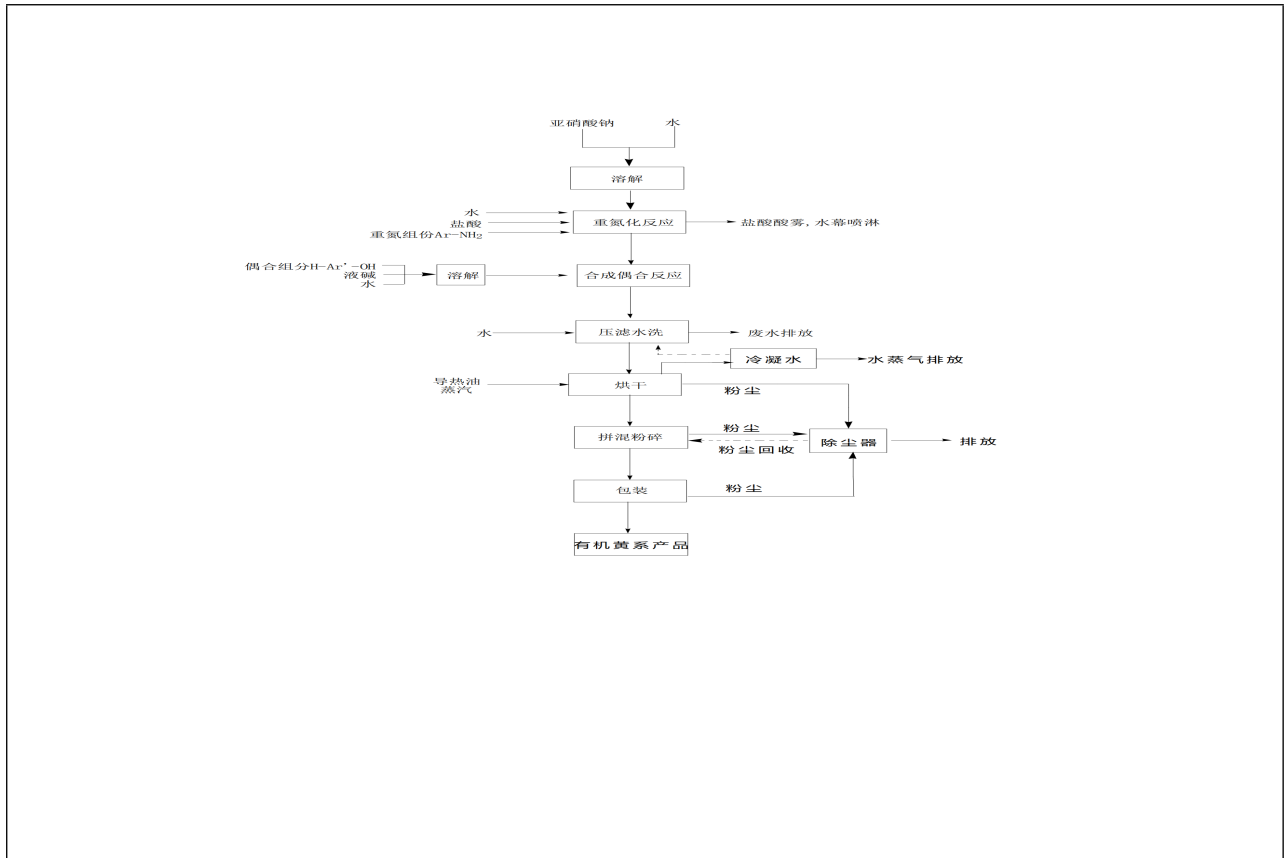 亚硝酸钠
水
溶解
水
盐酸
重氮组份Ar-NH₂
重氮化反应
盐酸酸雾，水幕喷淋
偶合组分H-Ar'-OH
液碱
水
溶解
合成偶合反应
水
压滤水洗
废水排放
冷凝水
水蒸气排放
导热油
蒸汽
烘干
粉尘
拼混粉碎
粉尘
粉尘回收
除尘器
排放
包装
粉尘
有机黄系产品